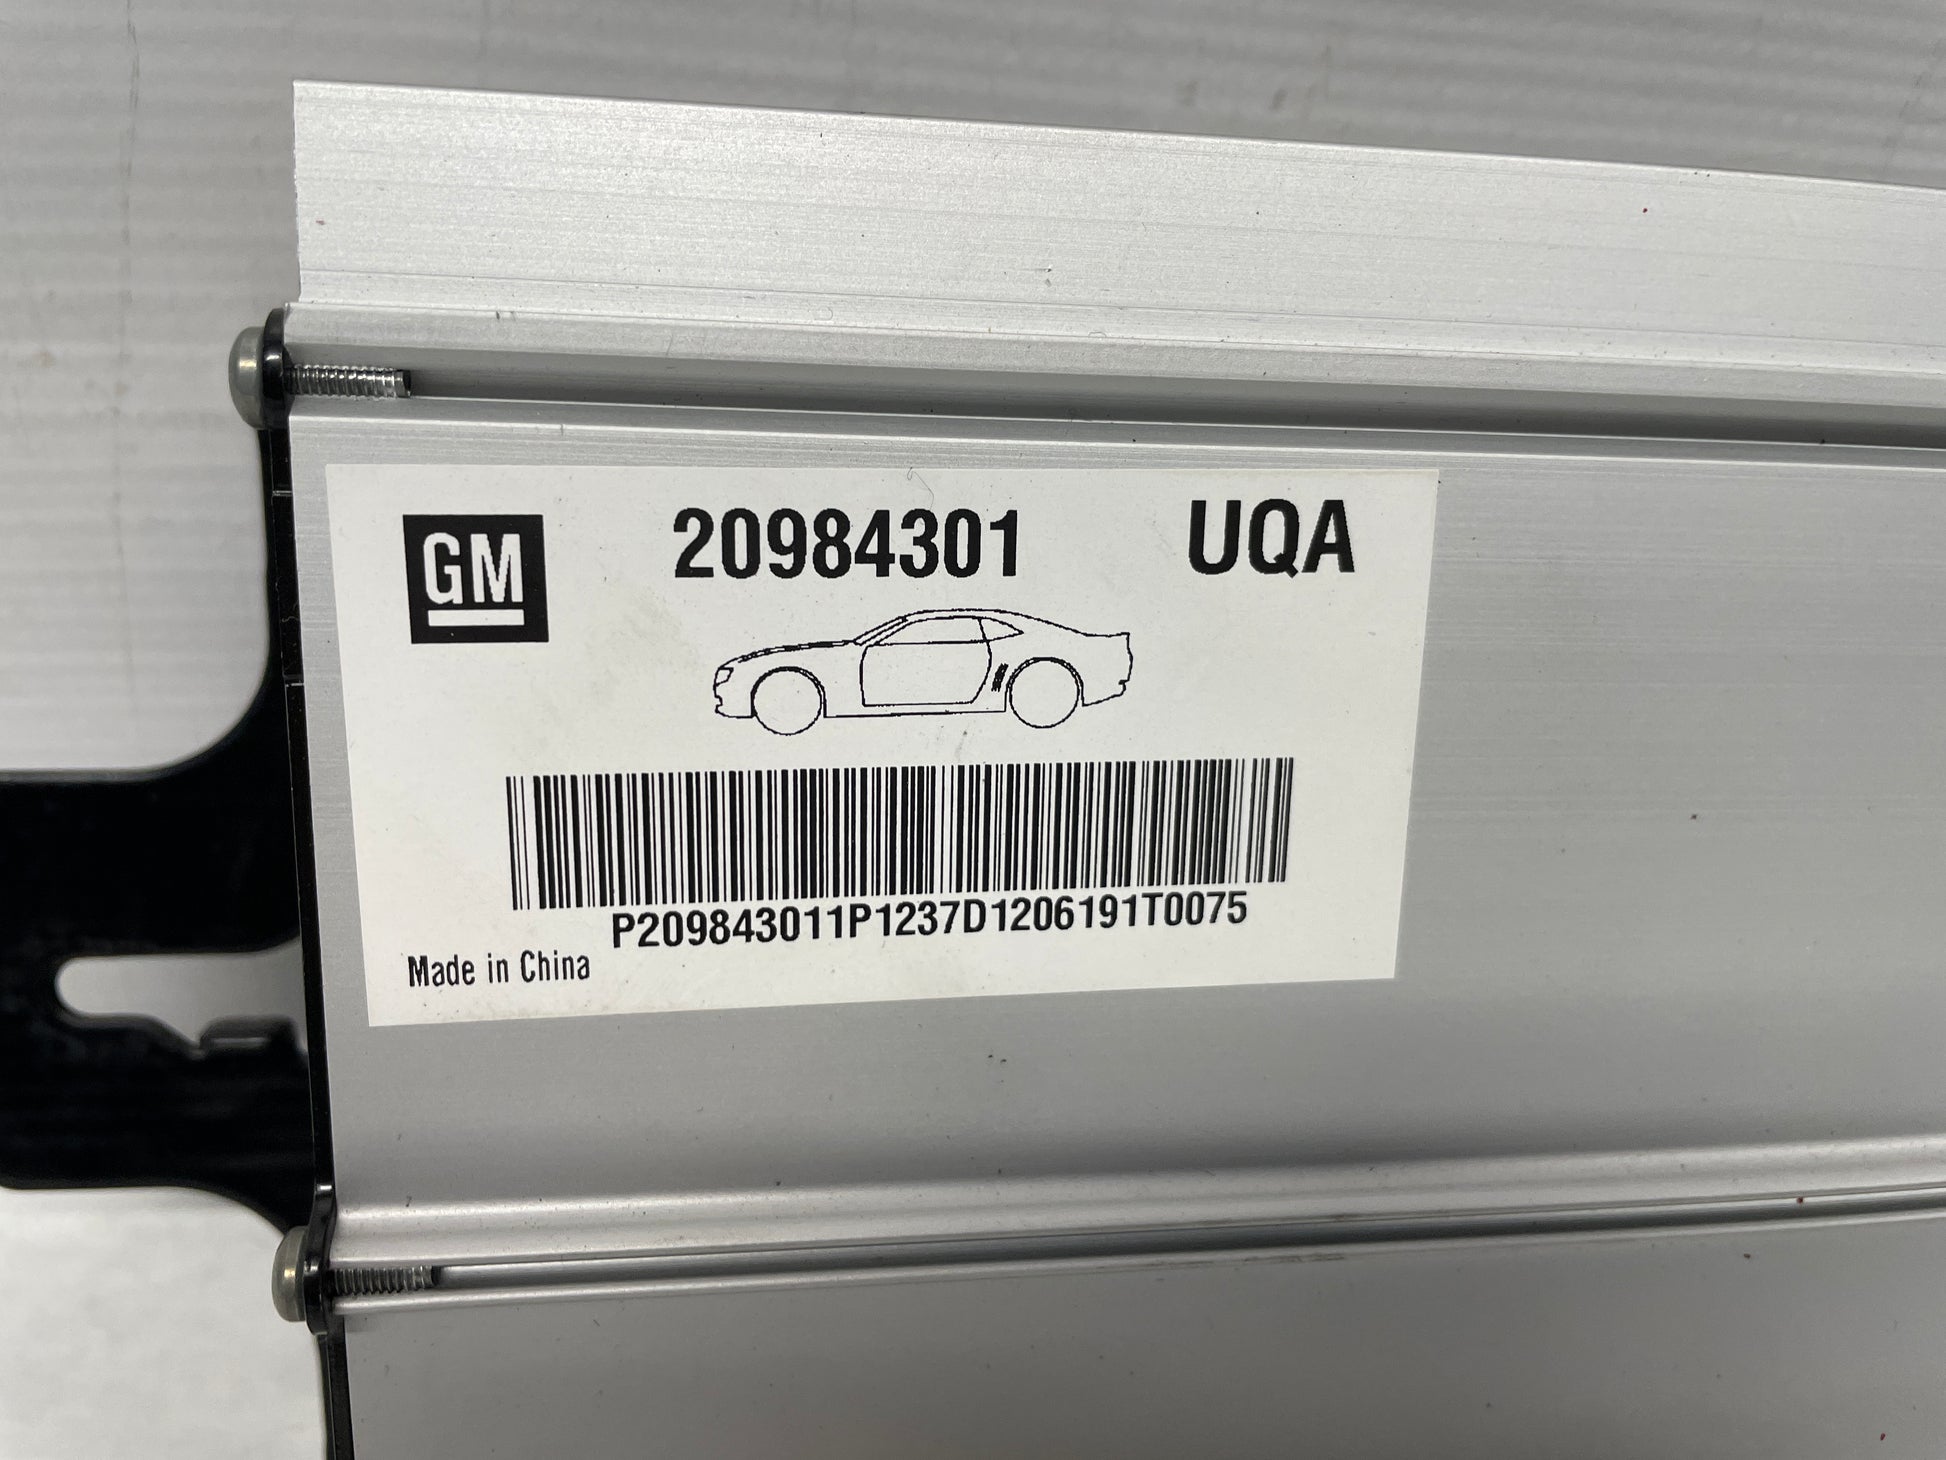 GM 20984301 UQA
P209843011P1237D1206191T0075
Made in China